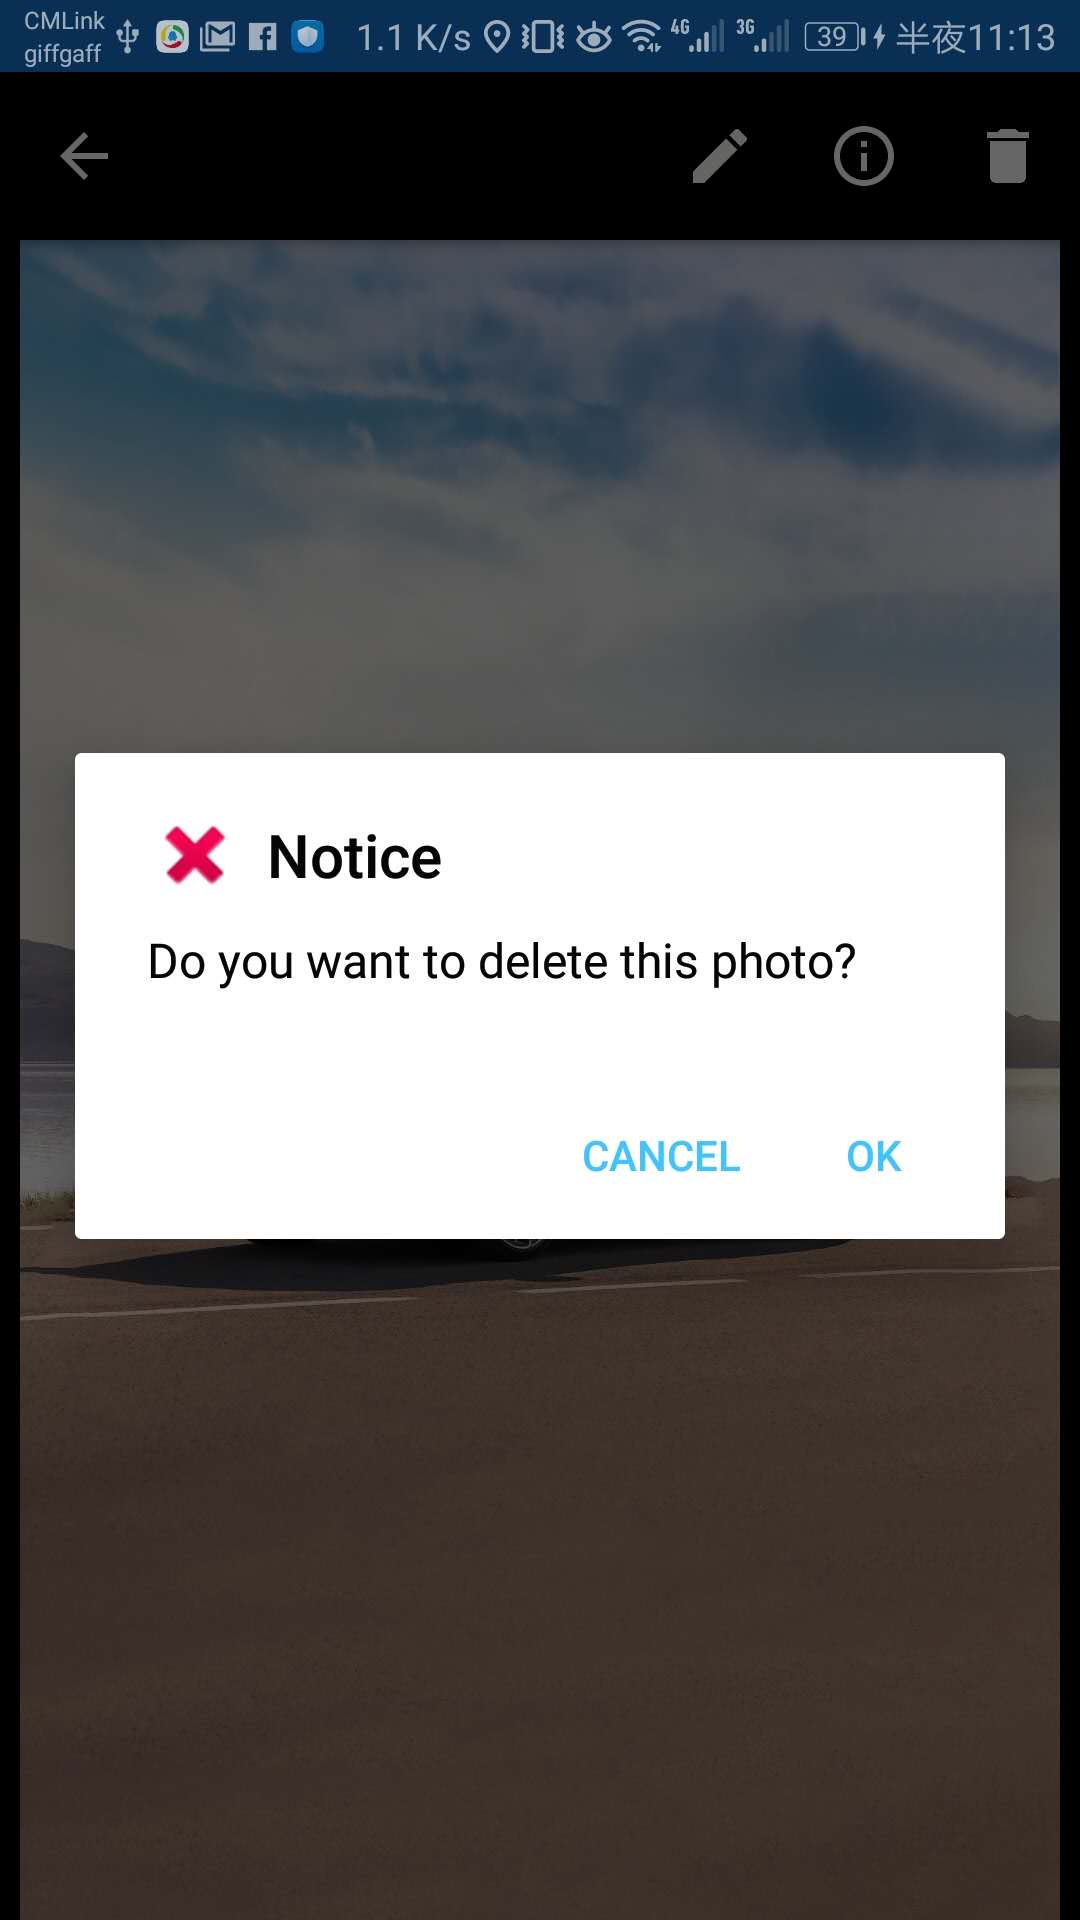 CMLink
giffgaff
1.1 K/s 4G 3G 39 半夜11:13
Notice
Do you want to delete this photo?
CANCEL OK